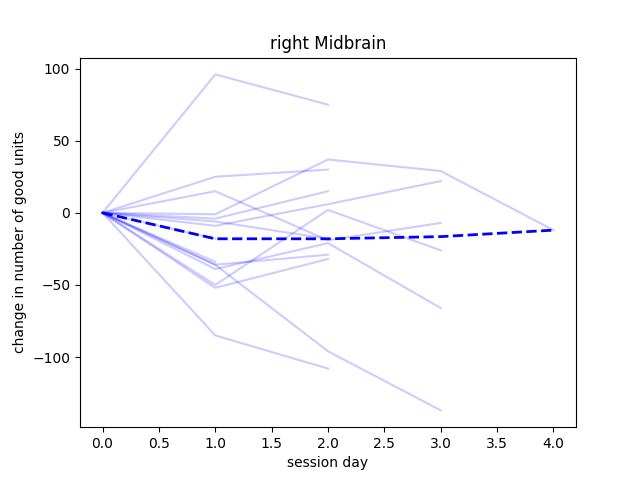 right Midbrain
change in number of good units
100
50
0
−50
−100
0.0 0.5 1.0 1.5 2.0 2.5 3.0 3.5 4.0
session day